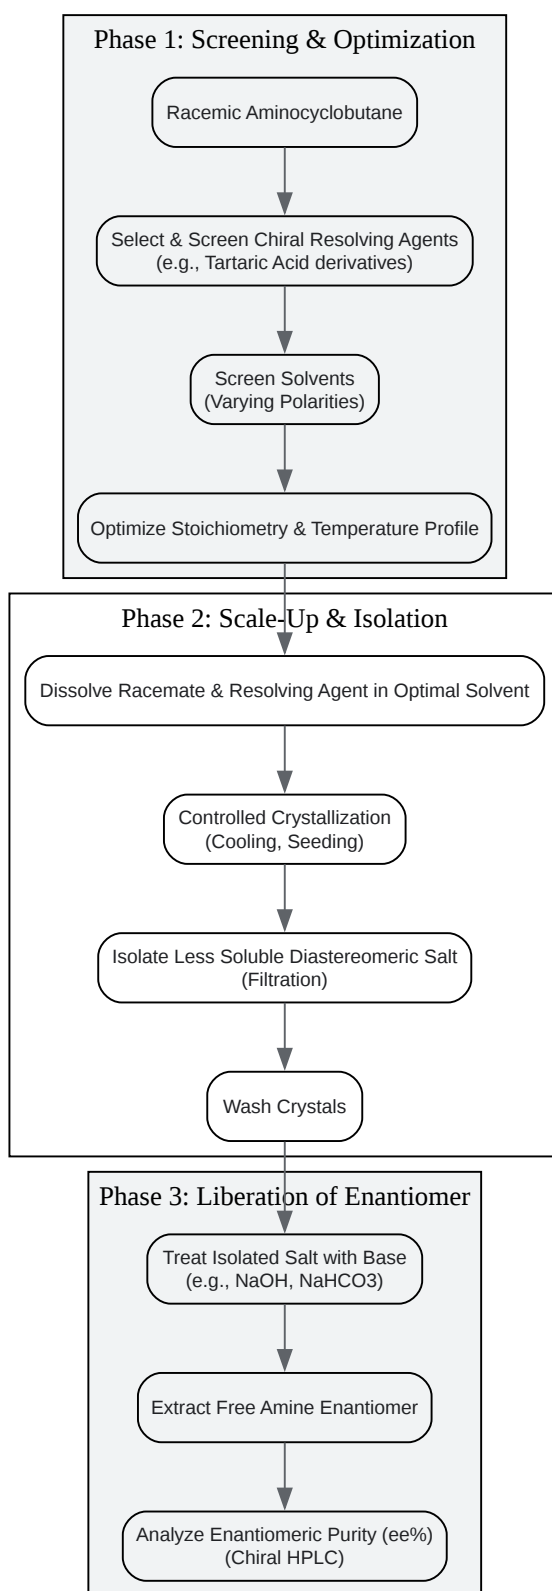 Phase 1: Screening & Optimization
Racemic Aminocyclobutane
Select & Screen Chiral Resolving Agents
(e.g., Tartaric Acid derivatives)
Screen Solvents
(Varying Polarities)
Optimize Stoichiometry & Temperature Profile
Phase 2: Scale-Up & Isolation
Dissolve Racemate & Resolving Agent in Optimal Solvent
Controlled Crystallization
(Cooling, Seeding)
Isolate Less Soluble Diastereomeric Salt
(Filtration)
Wash Crystals
Phase 3: Liberation of Enantiomer
Treat Isolated Salt with Base
(e.g., NaOH, NaHCO3)
Extract Free Amine Enantiomer
Analyze Enantiomeric Purity (ee%)
(Chiral HPLC)